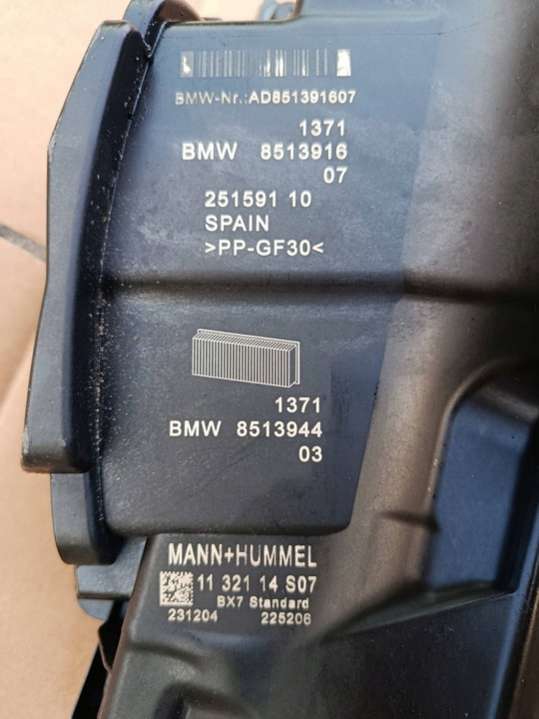 BMW-Nr.:AD851391607
1371
BMW 8513916
07
251591 10
SPAIN
>PP-GF30<
1371
BMW 8513944
03
MANN+HUMMEL
11 321 14 S07
BX7 Standard
231204 225206